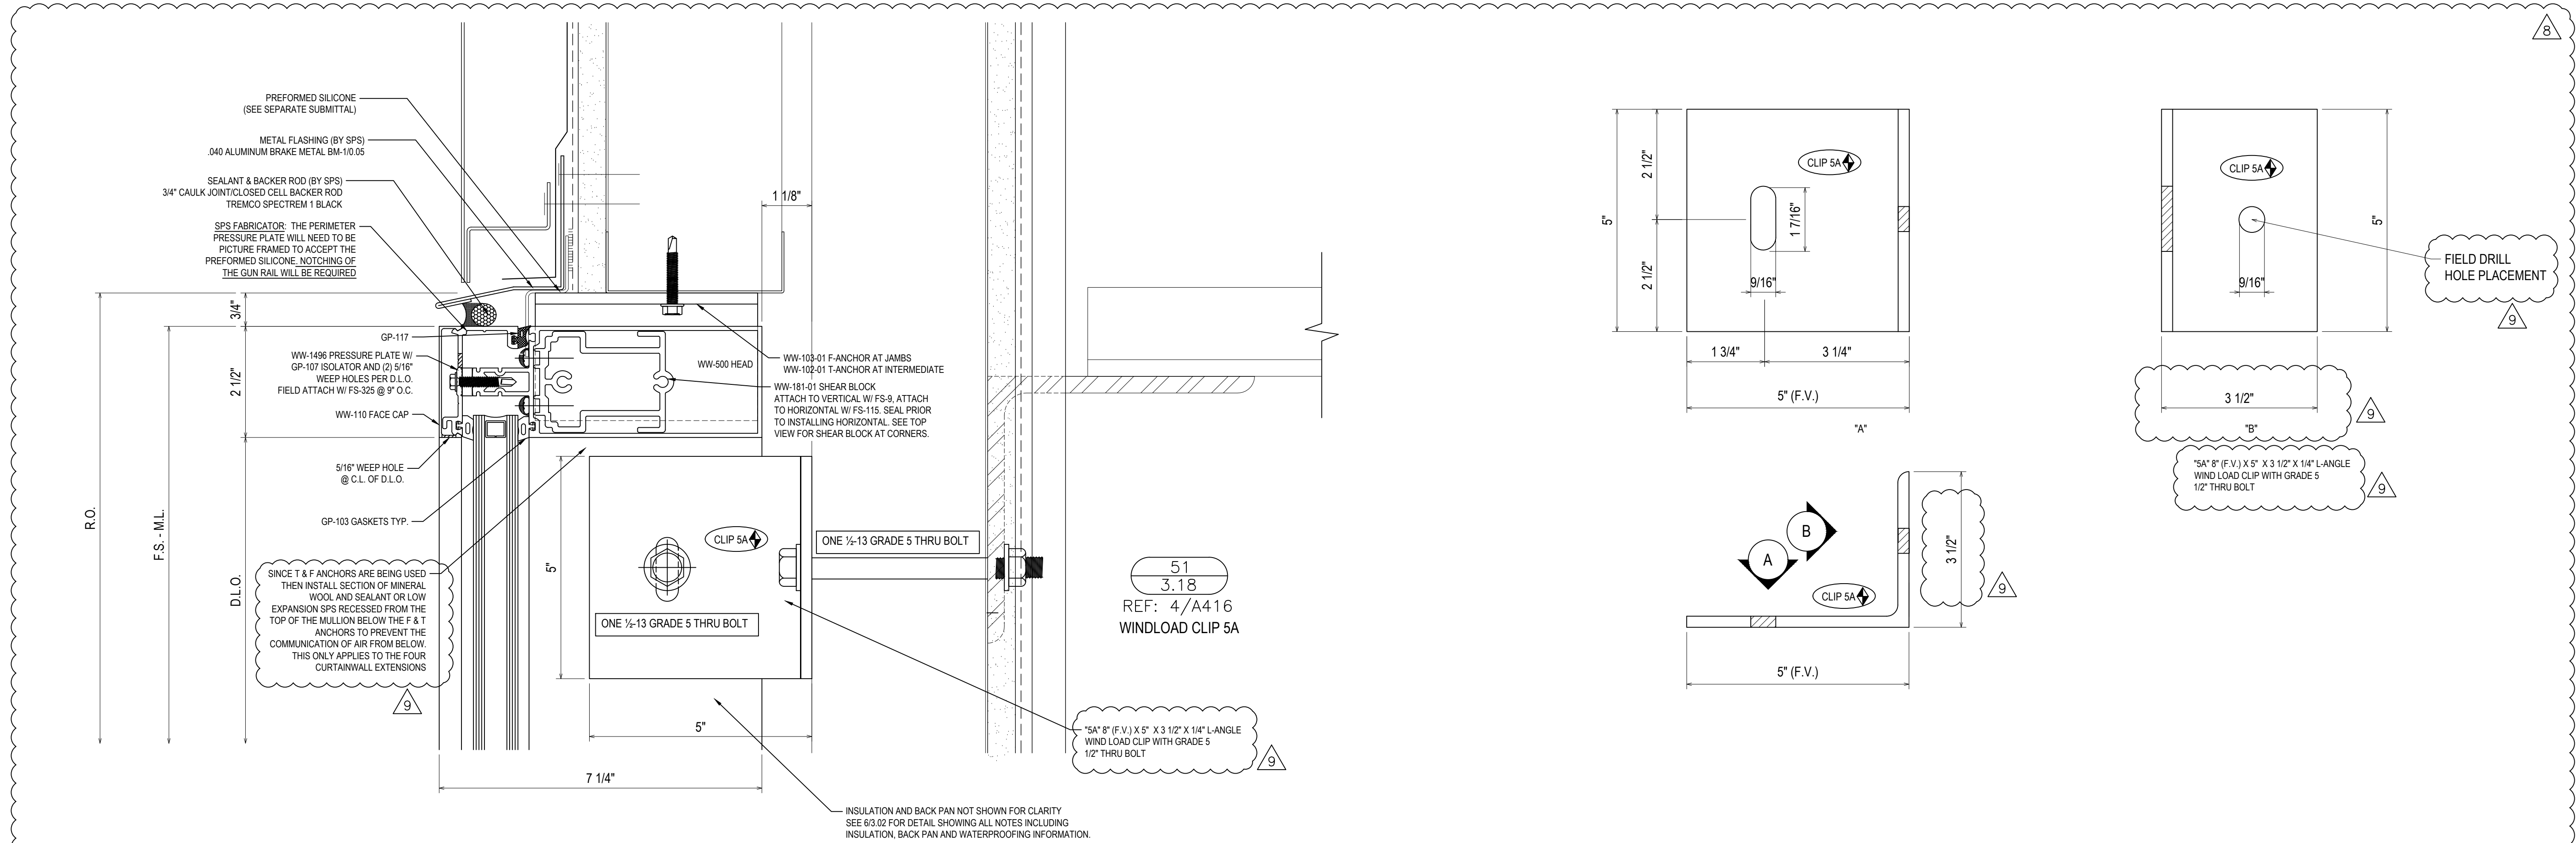 8
PREFORMED SILICONE
(SEE SEPARATE SUBMITTAL)
METAL FLASHING (BY SPS)
.040 ALUMINUM BRAKE METAL BM-1/0.05
SEALANT & BACKER ROD (BY SPS)
3/4" CAULK JOINT/CLOSED CELL BACKER ROD
TREMCO SPECTREM 1 BLACK
SPS FABRICATOR: THE PERIMETER
PRESSURE PLATE WILL NEED TO BE
PICTURE FRAMED TO ACCEPT THE
PREFORMED SILICONE. NOTCHING OF
THE GUN RAIL WILL BE REQUIRED
1 1/8"
3/4"
GP-117
WW-1496 PRESSURE PLATE W/
GP-107 ISOLATOR AND (2) 5/16"
WEEP HOLES PER D.L.O.
FIELD ATTACH W/ FS-325 @ 9" O.C.
2 1/2"
WW-110 FACE CAP
5/16" WEEP HOLE
@ C.L. OF D.L.O.
GP-103 GASKETS TYP.
R.O.
F.S. - M.L.
D.L.O.
SINCE T & F ANCHORS ARE BEING USED
THEN INSTALL SECTION OF MINERAL
WOOL AND SEALANT OR LOW
EXPANSION SPS RECESSED FROM THE
TOP OF THE MULLION BELOW THE F & T
ANCHORS TO PREVENT THE
COMMUNICATION OF AIR FROM BELOW.
THIS ONLY APPLIES TO THE FOUR
CURTAINWALL EXTENSIONS
9
WW-500 HEAD
WW-103-01 F-ANCHOR AT JAMBS
WW-102-01 T-ANCHOR AT INTERMEDIATE
WW-181-01 SHEAR BLOCK
ATTACH TO VERTICAL W/ FS-9, ATTACH
TO HORIZONTAL W/ FS-115. SEAL PRIOR
TO INSTALLING HORIZONTAL. SEE TOP
VIEW FOR SHEAR BLOCK AT CORNERS.
5"
CLIP 5A
ONE ½-13 GRADE 5 THRU BOLT
ONE ½-13 GRADE 5 THRU BOLT
5"
7 1/4"
51
3.18
REF: 4/A416
WINDLOAD CLIP 5A
"5A" 8" (F.V.) X 5" X 3 1/2" X 1/4" L-ANGLE
WIND LOAD CLIP WITH GRADE 5
1/2" THRU BOLT
9
INSULATION AND BACK PAN NOT SHOWN FOR CLARITY
SEE 6/3.02 FOR DETAIL SHOWING ALL NOTES INCLUDING
INSULATION, BACK PAN AND WATERPROOFING INFORMATION.
5"
2 1/2"
2 1/2"
CLIP 5A
1 7/16"
9/16"
1 3/4"
3 1/4"
5" (F.V.)
"A"
CLIP 5A
9/16"
5"
FIELD DRILL
HOLE PLACEMENT
9
3 1/2"
"B"
9
"5A" 8" (F.V.) X 5" X 3 1/2" X 1/4" L-ANGLE
WIND LOAD CLIP WITH GRADE 5
1/2" THRU BOLT
9
B
A
CLIP 5A
3 1/2"
9
5" (F.V.)